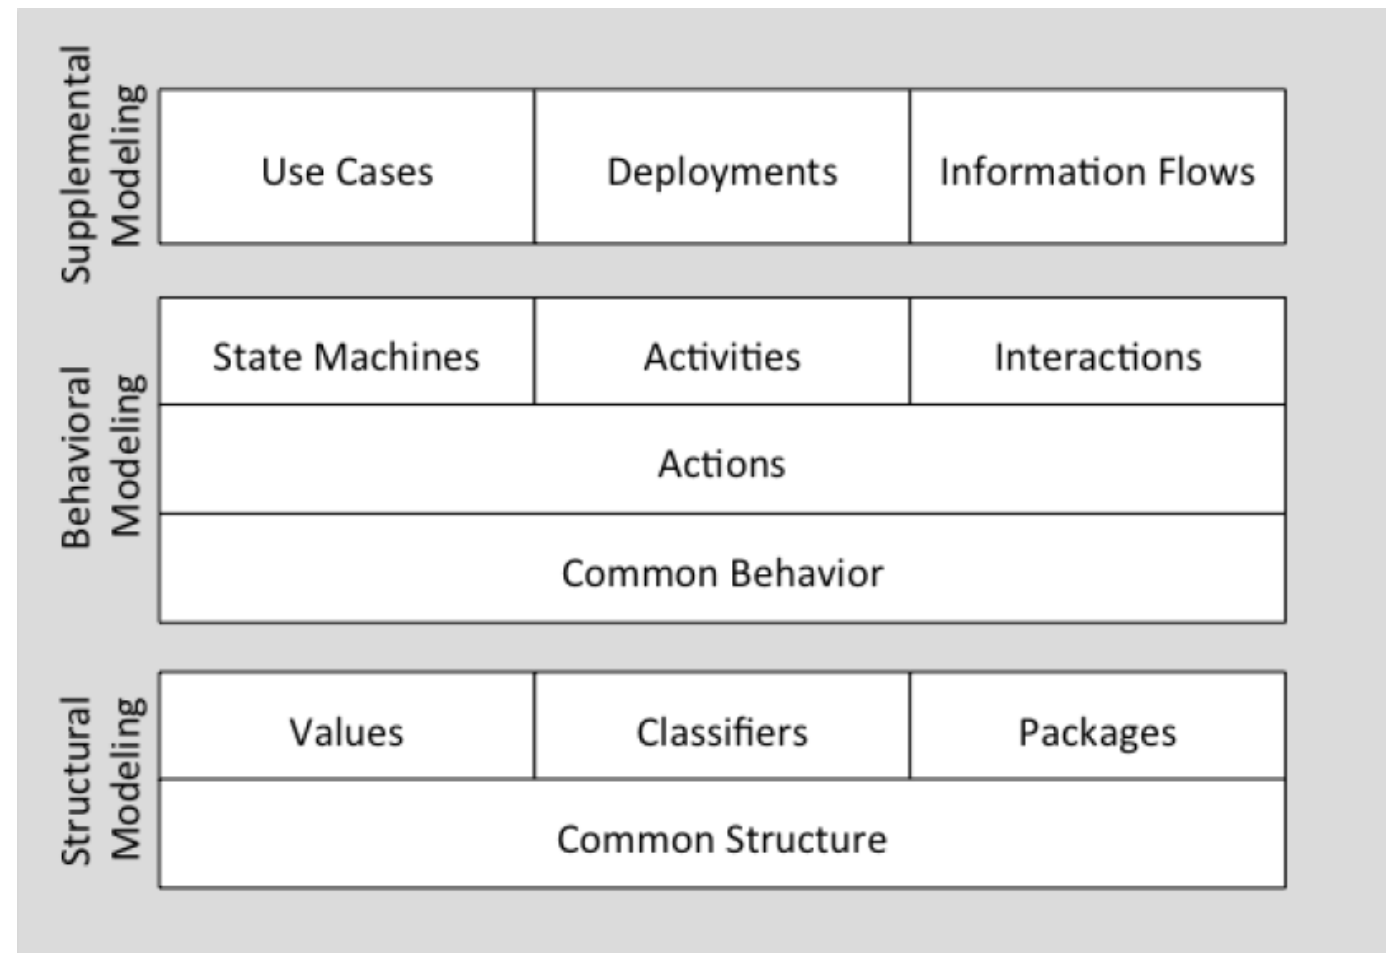 Supplemental
Modeling
Use Cases
Deployments
Information Flows
Behavioral
Modeling
State Machines
Activities
Interactions
Actions
Common Behavior
Structural
Modeling
Values
Classifiers
Packages
Common Structure